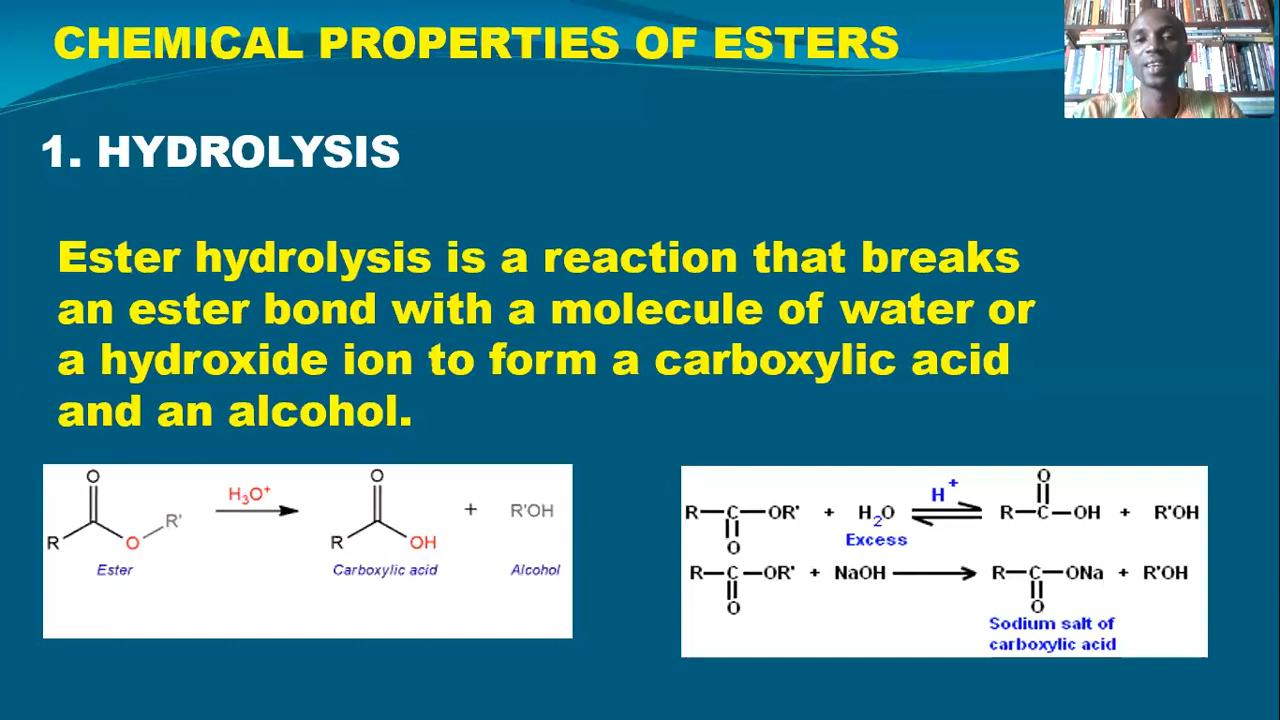 CHEMICAL PROPERTIES OF ESTERS
1. HYDROLYSIS
Ester hydrolysis is a reaction that breaks
an ester bond with a molecule of water or
a hydroxide ion to form a carboxylic acid
and an alcohol.
O
H₃O⁺
R O R'
Ester
O
R OH
Carboxylic acid
+
R'OH
Alcohol
R—C—OR' + H₂O H⁺ R—C—OH + R'OH
O Excess O
R—C—OR' + NaOH R—C—ONa + R'OH
O O
Sodium salt of
carboxylic acid